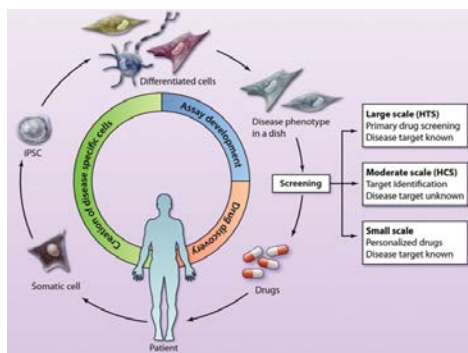 Differentiated cells
iPSC
Assay development
Disease phenotype
in a dish
Large scale (HTS)
Primary drug screening
Disease target known
Creation of disease specific cells
Screening
Moderate scale (HCS)
Target Identification
Disease target unknown
Drug discovery
Small scale
Personalized drugs
Disease target known
Somatic cell
Drugs
Patient